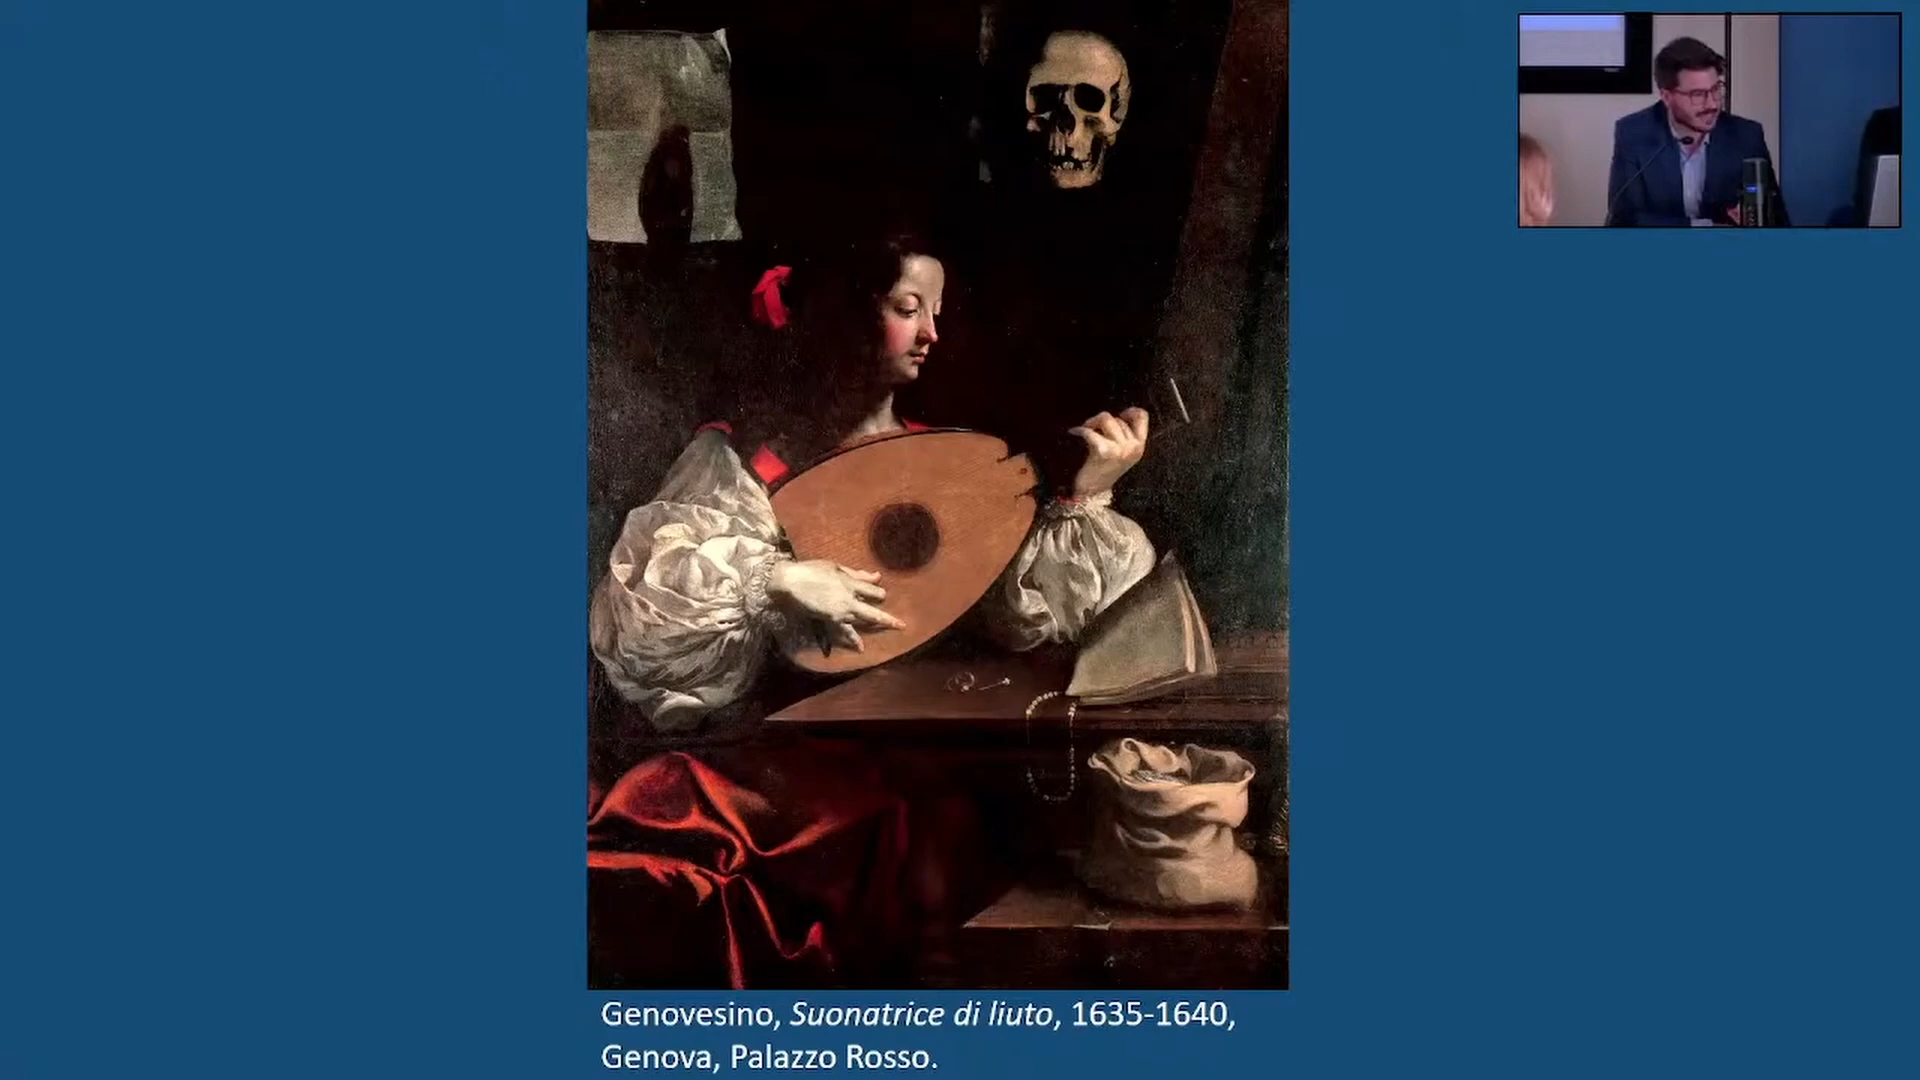 Genovesino, Suonatrice di liuto, 1635-1640,
Genova, Palazzo Rosso.